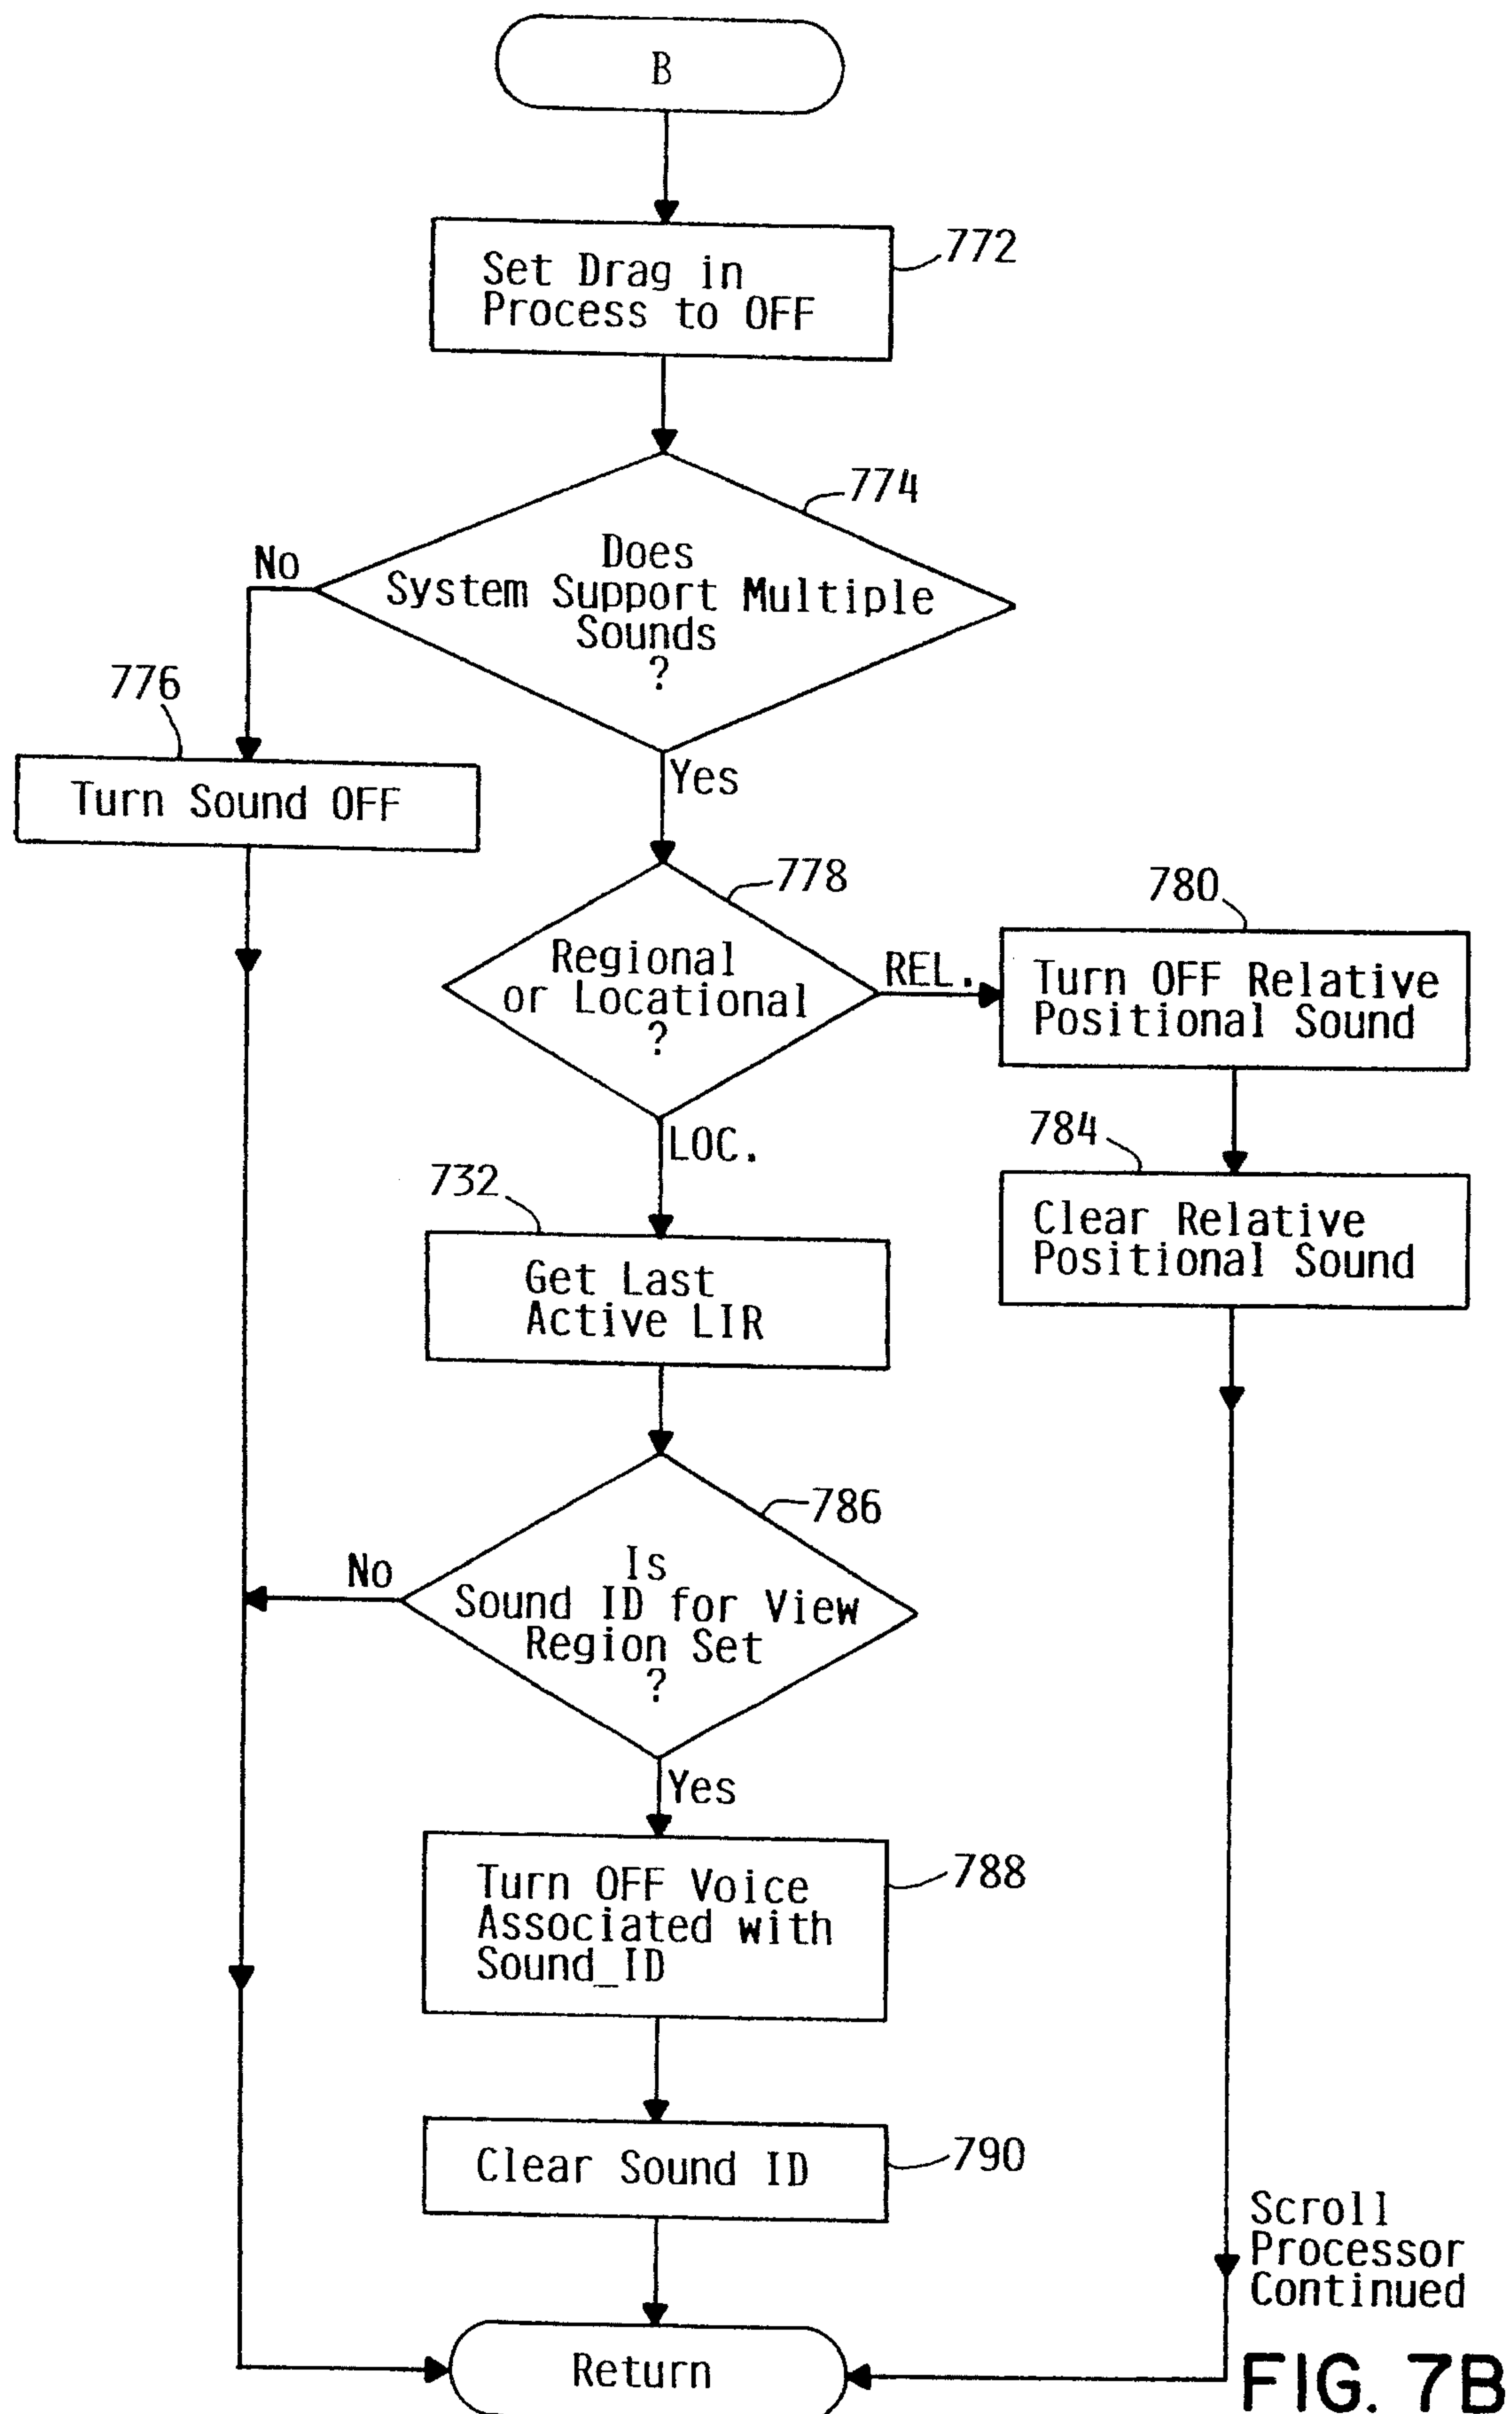 B
Set Drag in
Process to OFF
772
774
Does
System Support Multiple
Sounds
?
No
776
Turn Sound OFF
Yes
778
Regional
or Locational
?
REL.
780
Turn OFF Relative
Positional Sound
LOC.
784
Clear Relative
Positional Sound
732
Get Last
Active LIR
786
Is
Sound ID for View
Region Set
?
No
Yes
788
Turn OFF Voice
Associated with
Sound_ID
790
Clear Sound ID
Scroll
Processor
Continued
Return
FIG. 7B